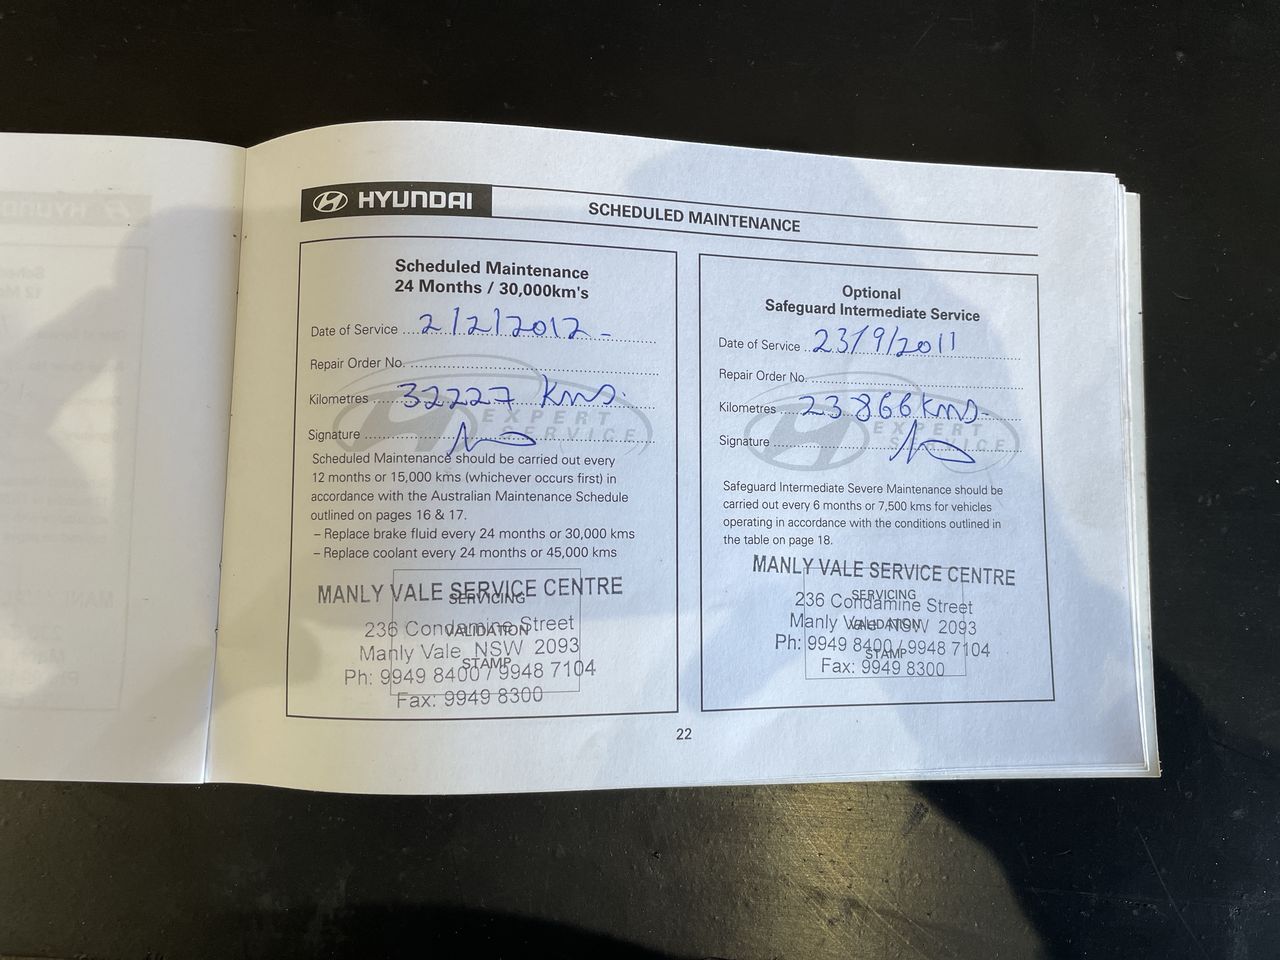 HYUNDAI
SCHEDULED MAINTENANCE
Scheduled Maintenance
24 Months / 30,000km's
Date of Service 2/2/2012 -
Repair Order No.
Kilometres 32227 kms.
EXPERT
Signature
SERVICE
Scheduled Maintenance should be carried out every
12 months or 15,000 kms (whichever occurs first) in
accordance with the Australian Maintenance Schedule
outlined on pages 16 & 17.
– Replace brake fluid every 24 months or 30,000 kms
– Replace coolant every 24 months or 45,000 kms
MANLY VALE SERVICE CENTRE
SERVICING
236 Condamine Street
VALIDATION
Manly Vale NSW 2093
STAMP
Ph: 9949 8400 / 9948 7104
Fax: 9949 8300
Optional
Safeguard Intermediate Service
Date of Service 23/9/2011
Repair Order No.
Kilometres 23866 kms-
EXPERT
Signature
SERVICE
Safeguard Intermediate Severe Maintenance should be
carried out every 6 months or 7,500 kms for vehicles
operating in accordance with the conditions outlined in
the table on page 18.
MANLY VALE SERVICE CENTRE
SERVICING
236 Condamine Street
VALIDATION
Manly Vale NSW 2093
STAMP
Ph: 9949 8400 / 9948 7104
Fax: 9949 8300
22